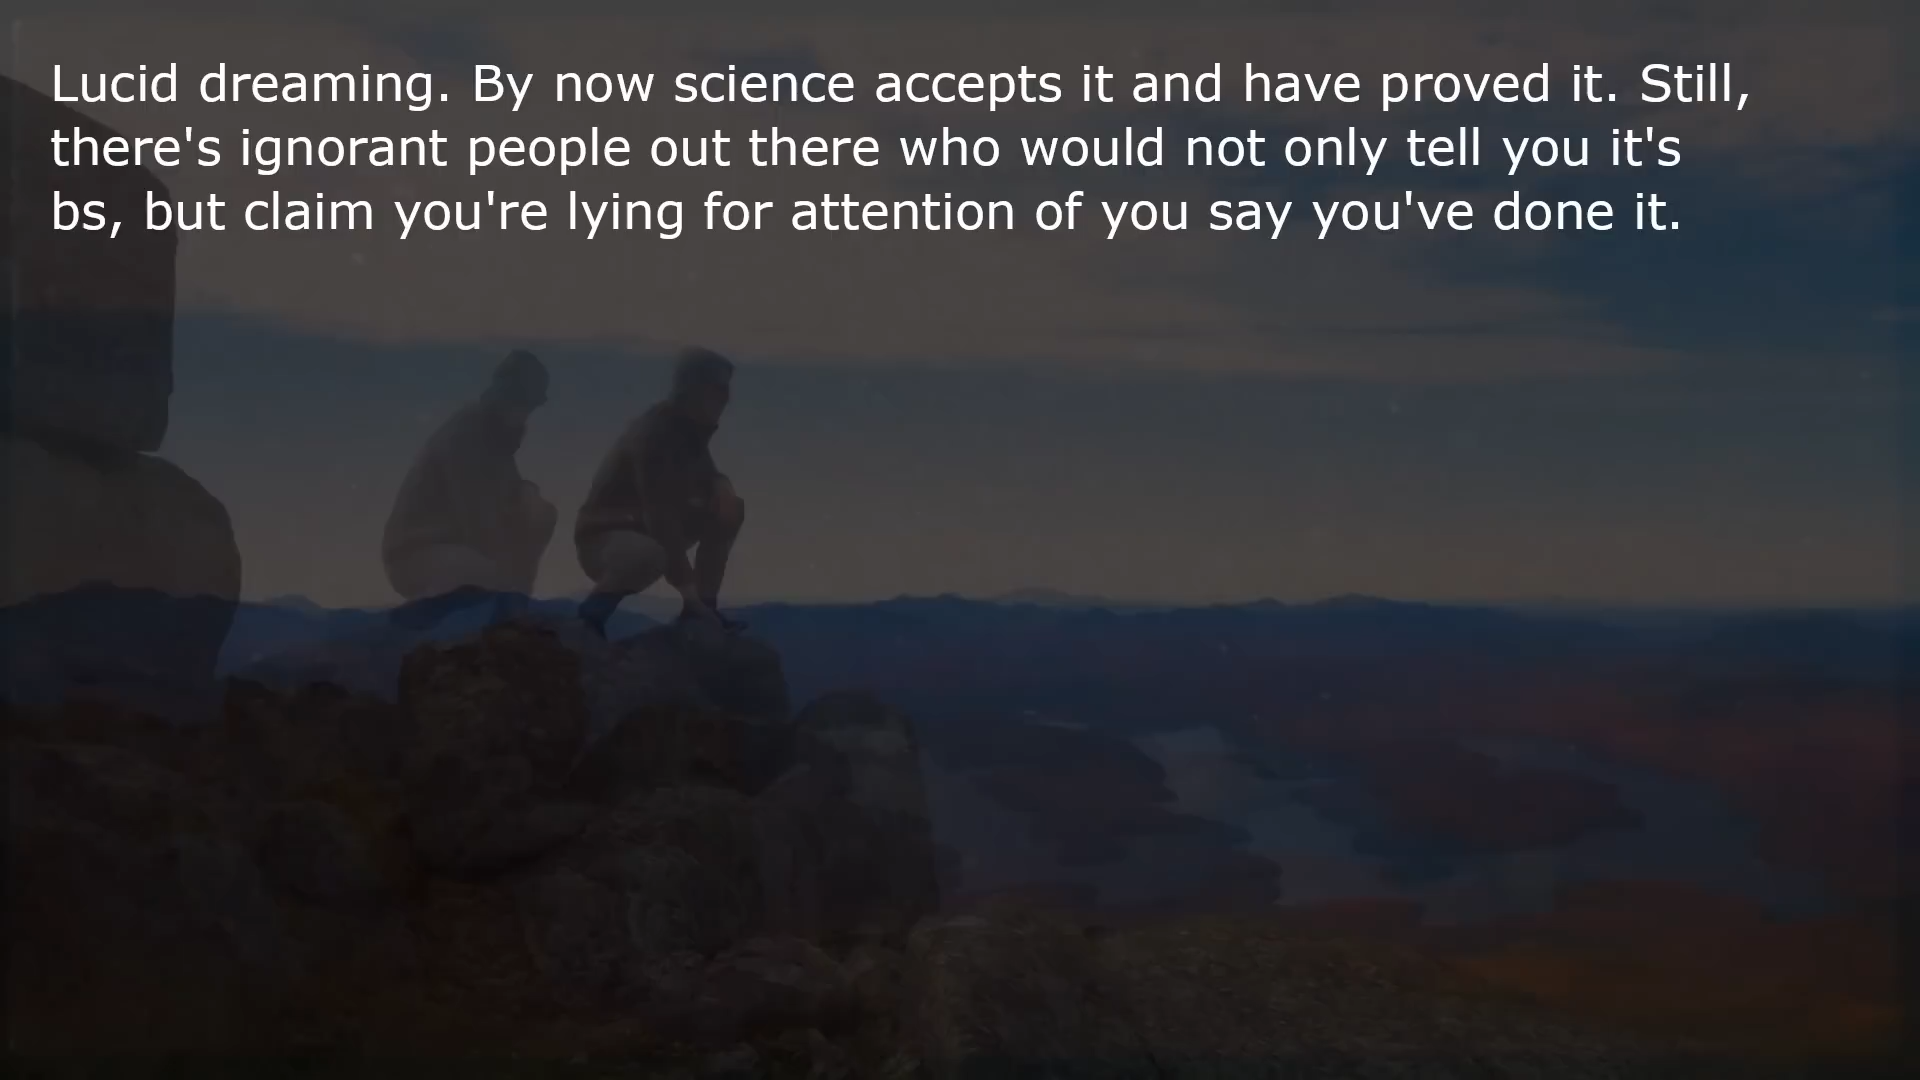 Lucid dreaming. By now science accepts it and have proved it. Still,
there's ignorant people out there who would not only tell you it's
bs, but claim you're lying for attention of you say you've done it.